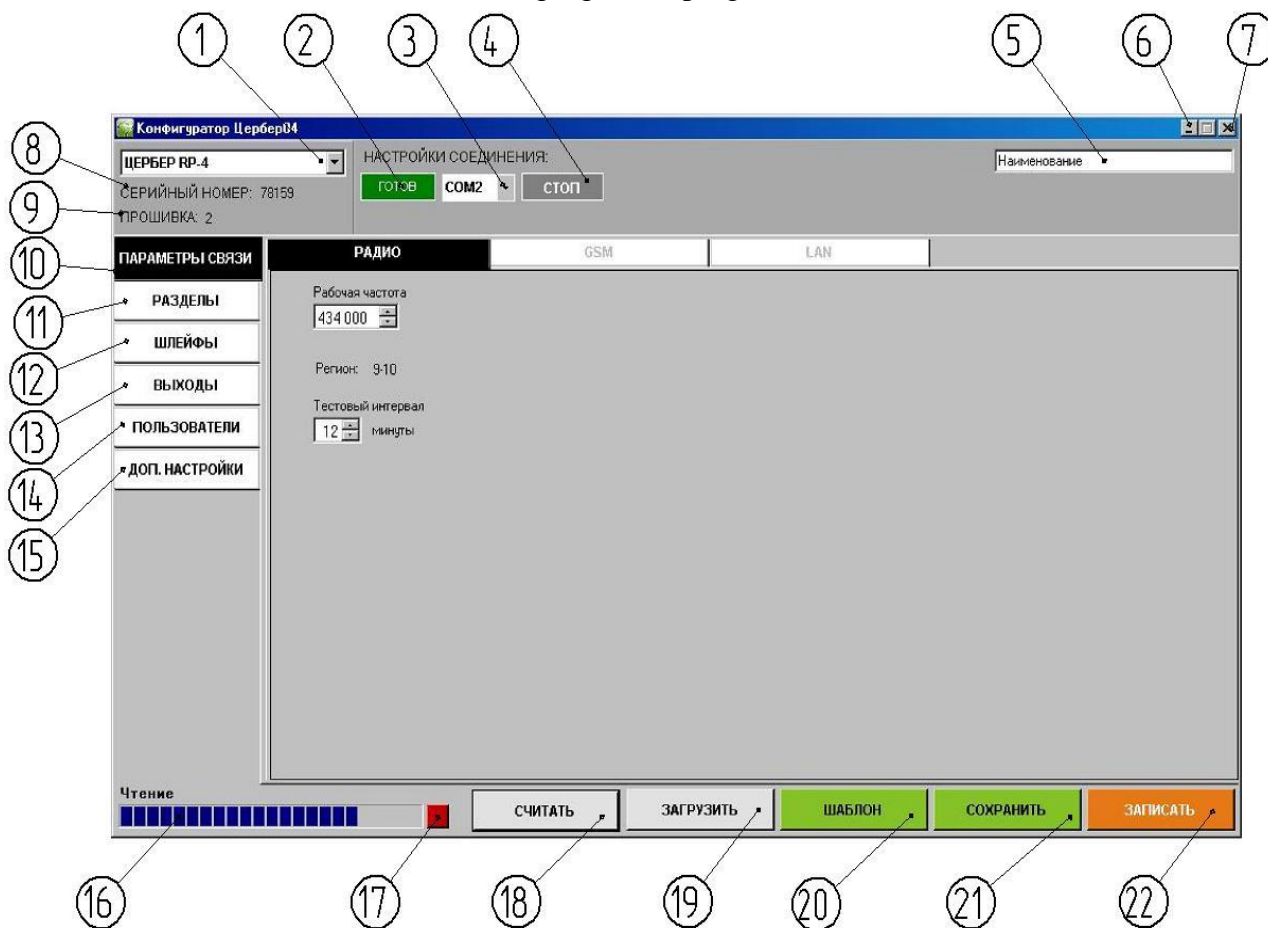 1 2 3 4 5 6 7
Конфигуратор Цербер04
8
ЦЕРБЕР RP-4
НАСТРОЙКИ СОЕДИНЕНИЯ:
Наименование
СЕРИЙНЫЙ НОМЕР: 78159
ГОТОВ COM2 СТОП
9
ПРОШИВКА: 2
10
ПАРАМЕТРЫ СВЯЗИ
РАДИО GSM LAN
11
РАЗДЕЛЫ
Рабочая частота
434 000
12
ШЛЕЙФЫ
Регион: 9-10
13
ВЫХОДЫ
Тестовый интервал
12 минуты
14
ПОЛЬЗОВАТЕЛИ
15
ДОП. НАСТРОЙКИ
Чтение
СЧИТАТЬ ЗАГРУЗИТЬ ШАБЛОН СОХРАНИТЬ ЗАПИСАТЬ
16 17 18 19 20 21 22